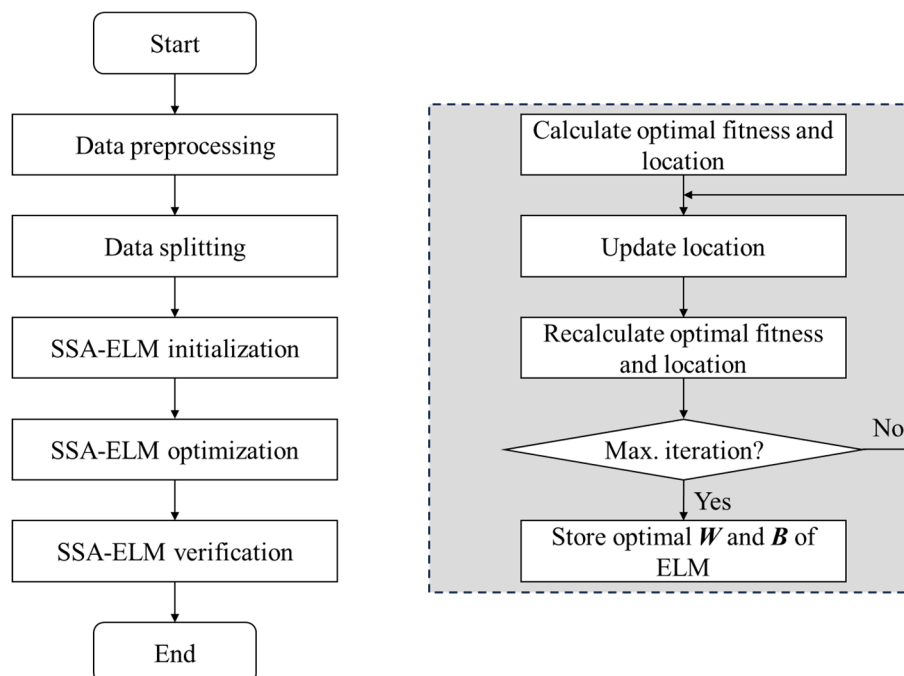 Start
Data preprocessing
Data splitting
SSA-ELM initialization
SSA-ELM optimization
SSA-ELM verification
End
Calculate optimal fitness and
location
Update location
Recalculate optimal fitness
and location
Max. iteration?
No
Yes
Store optimal W and B of
ELM